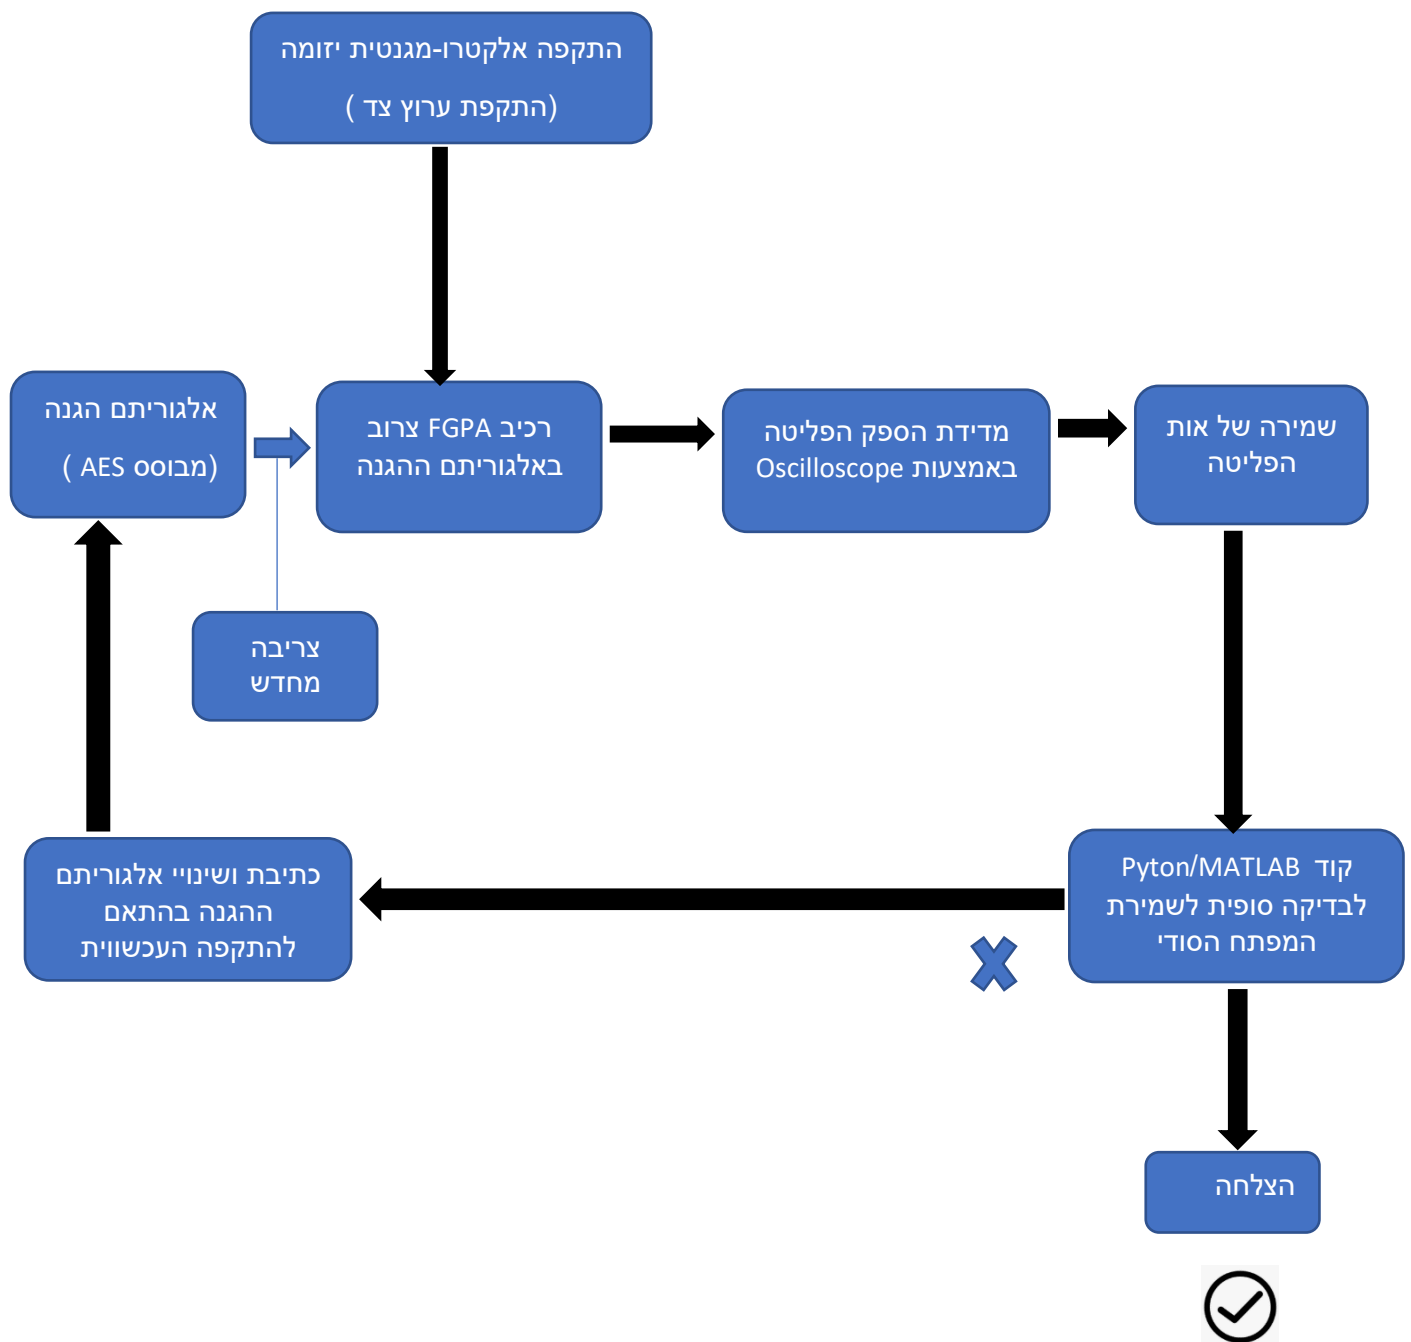 התקפה אלקטרו-מגנטית יזומה
(התקפת ערוץ צד )
אלגוריתם הגנה
(מבוסס AES )
רכיב FGPA צרוב
באלגוריתם ההגנה
מדידת הספק הפליטה
באמצעות Oscilloscope
שמירה של אות
הפליטה
צריבה
מחדש
קוד Pyton/MATLAB
לבדיקה סופית לשמירת
המפתח הסודי
כתיבת ושינויי אלגוריתם
ההגנה בהתאם
להתקפה העכשווית
הצלחה